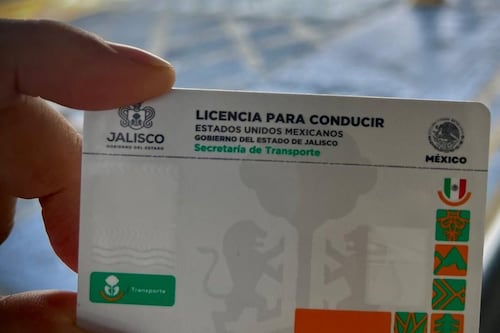 JALISCO
GOBIERNO DEL ESTADO
LICENCIA PARA CONDUCIR
ESTADOS UNIDOS MEXICANOS
GOBIERNO DEL ESTADO DE JALISCO
Secretaría de Transporte
MÉXICO
Transporte